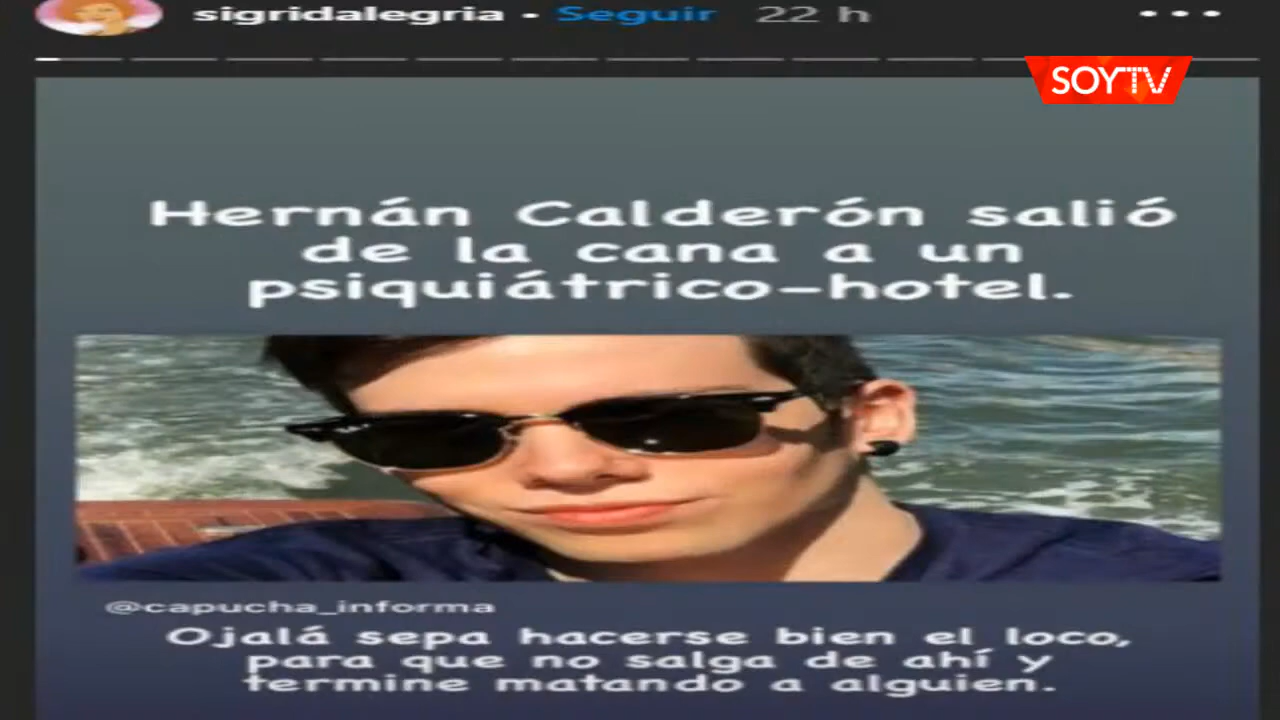 sigridalegria • Seguir 22 h
SOYTV
Hernán Calderón salió
de la cana a un
psiquiátrico-hotel.
@capucha_informa
Ojalá sepa hacerse bien el loco,
para que no salga de ahí y
termine matando a alguien.